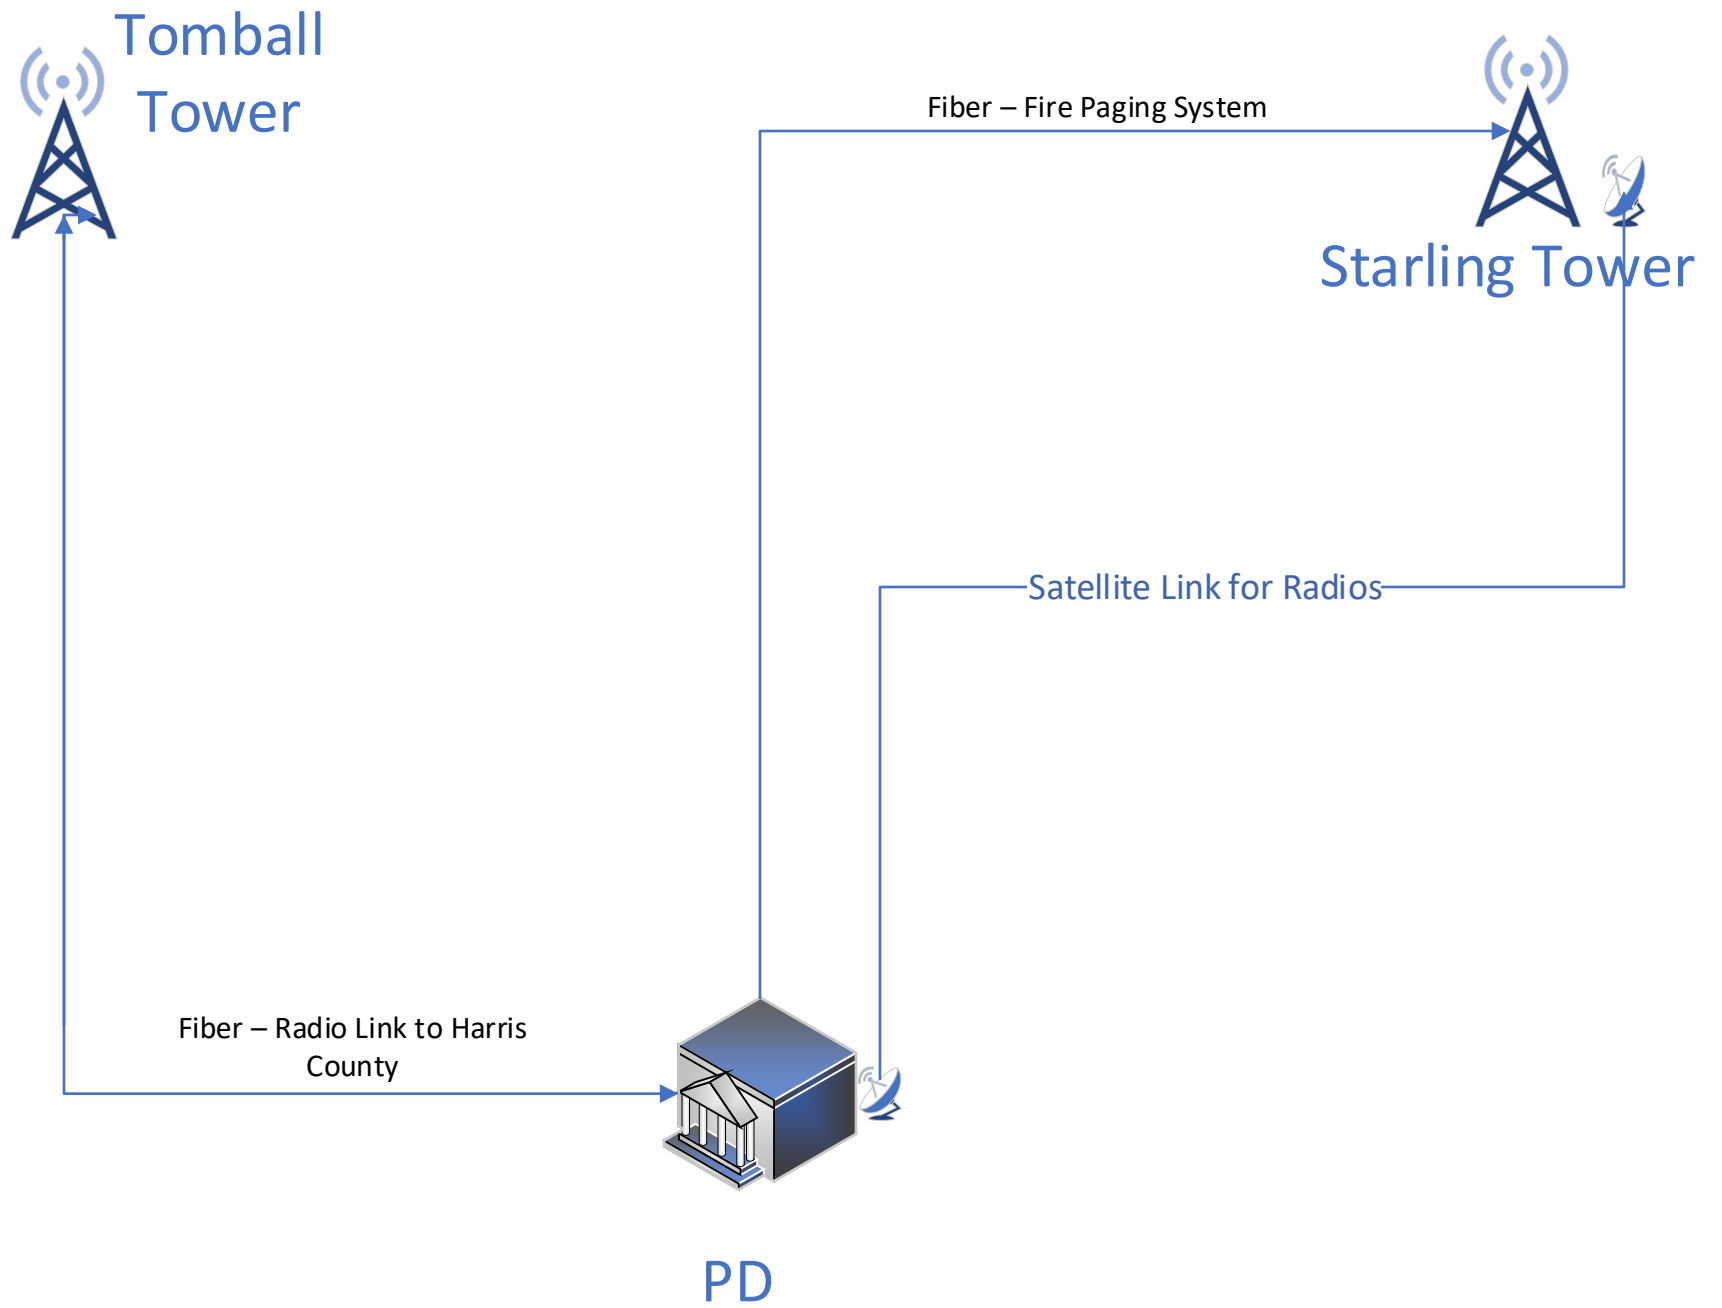 Tomball
Tower
Fiber – Fire Paging System
Starling Tower
Satellite Link for Radios
Fiber – Radio Link to Harris
County
PD